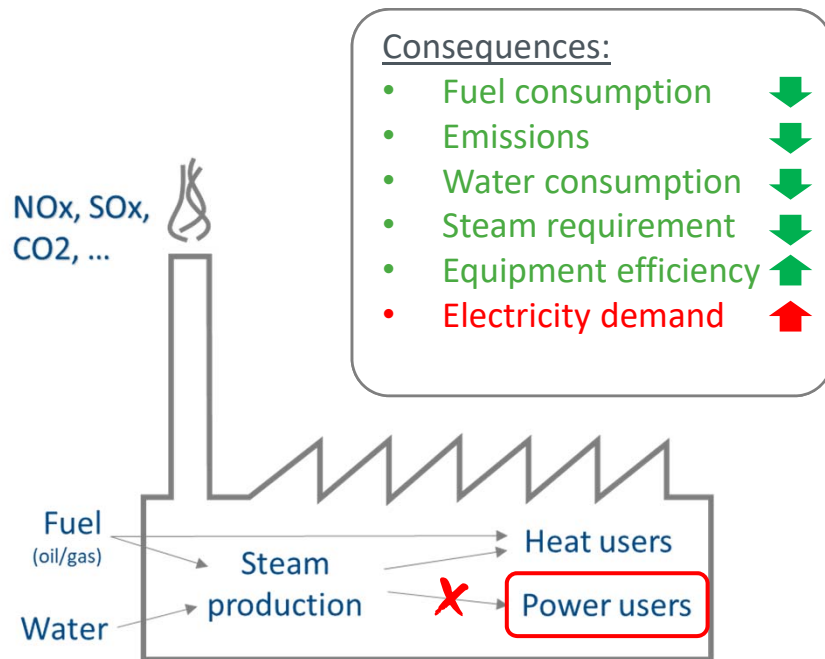 Consequences:
• Fuel consumption
• Emissions
• Water consumption
• Steam requirement
• Equipment efficiency
• Electricity demand
NOx, SOx,
CO2, ...
Fuel
(oil/gas)
Water
Steam
production
Heat users
Power users